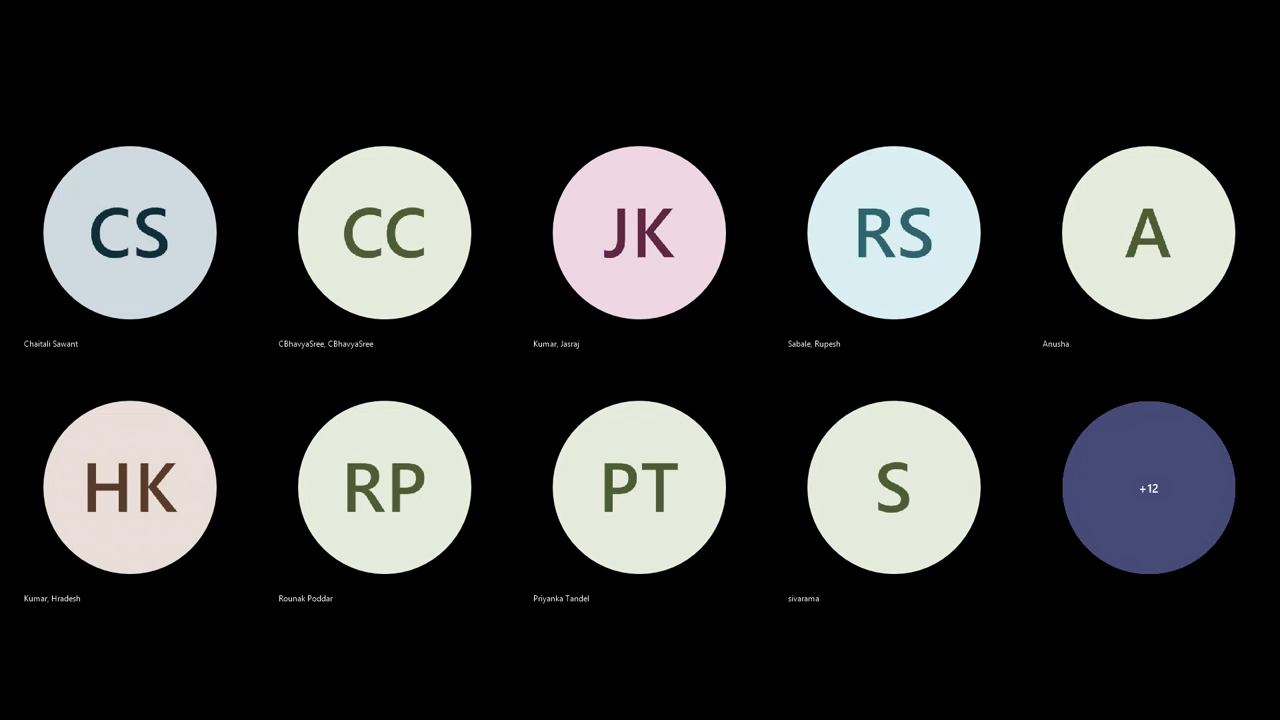 CS
CC
JK
RS
A
Chaitali Sawant
CBhavyaSree, CBhavyaSree
Kumar, Jasraj
Sabale, Rupesh
Anusha
HK
RP
PT
S
+12
Kumar, Hradesh
Rounak Poddar
Priyanka Tandel
sivarama